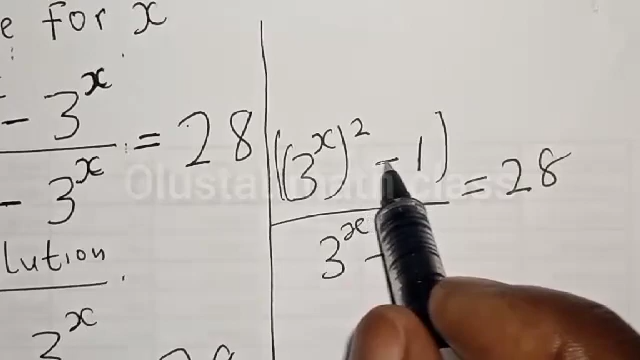 e for x
- 3^x
= 28
- 3^x
lution
3^x
((3^x)^2 - 1)
= 28
3^x -